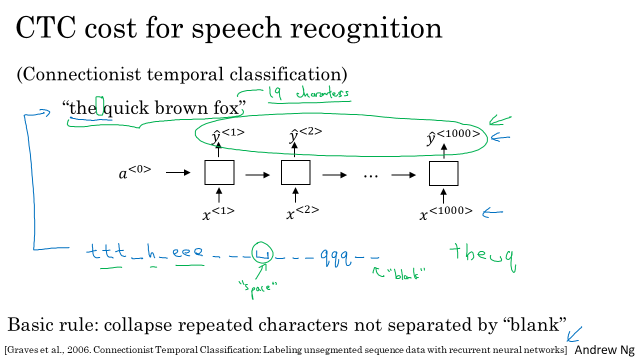 CTC cost for speech recognition
(Connectionist temporal classification)
"the quick brown fox" 19 characters
ŷ<1> ŷ<2> ŷ<1000>
a<0> ...
x<1> x<2> x<1000>
ttt_h_eee___␣___qqq__ the␣q
"space" "blank"
Basic rule: collapse repeated characters not separated by "blank"
[Graves et al., 2006. Connectionist Temporal Classification: Labeling unsegmented sequence data with recurrent neural networks] Andrew Ng